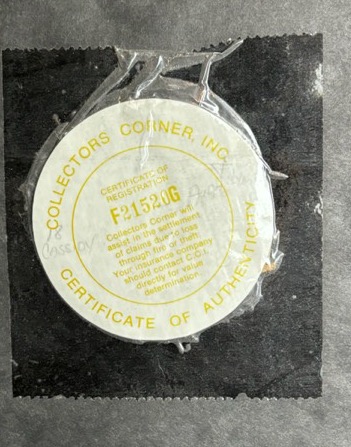 COLLECTORS CORNER, INC.
CERTIFICATE OF
REGISTRATION
F21520G
Collectors Corner will
assist in the settlement
of claims due to loss
through fire or theft.
Your insurance company
should contact C.C.I.
directly for value
determination.
CERTIFICATE OF AUTHENTICITY